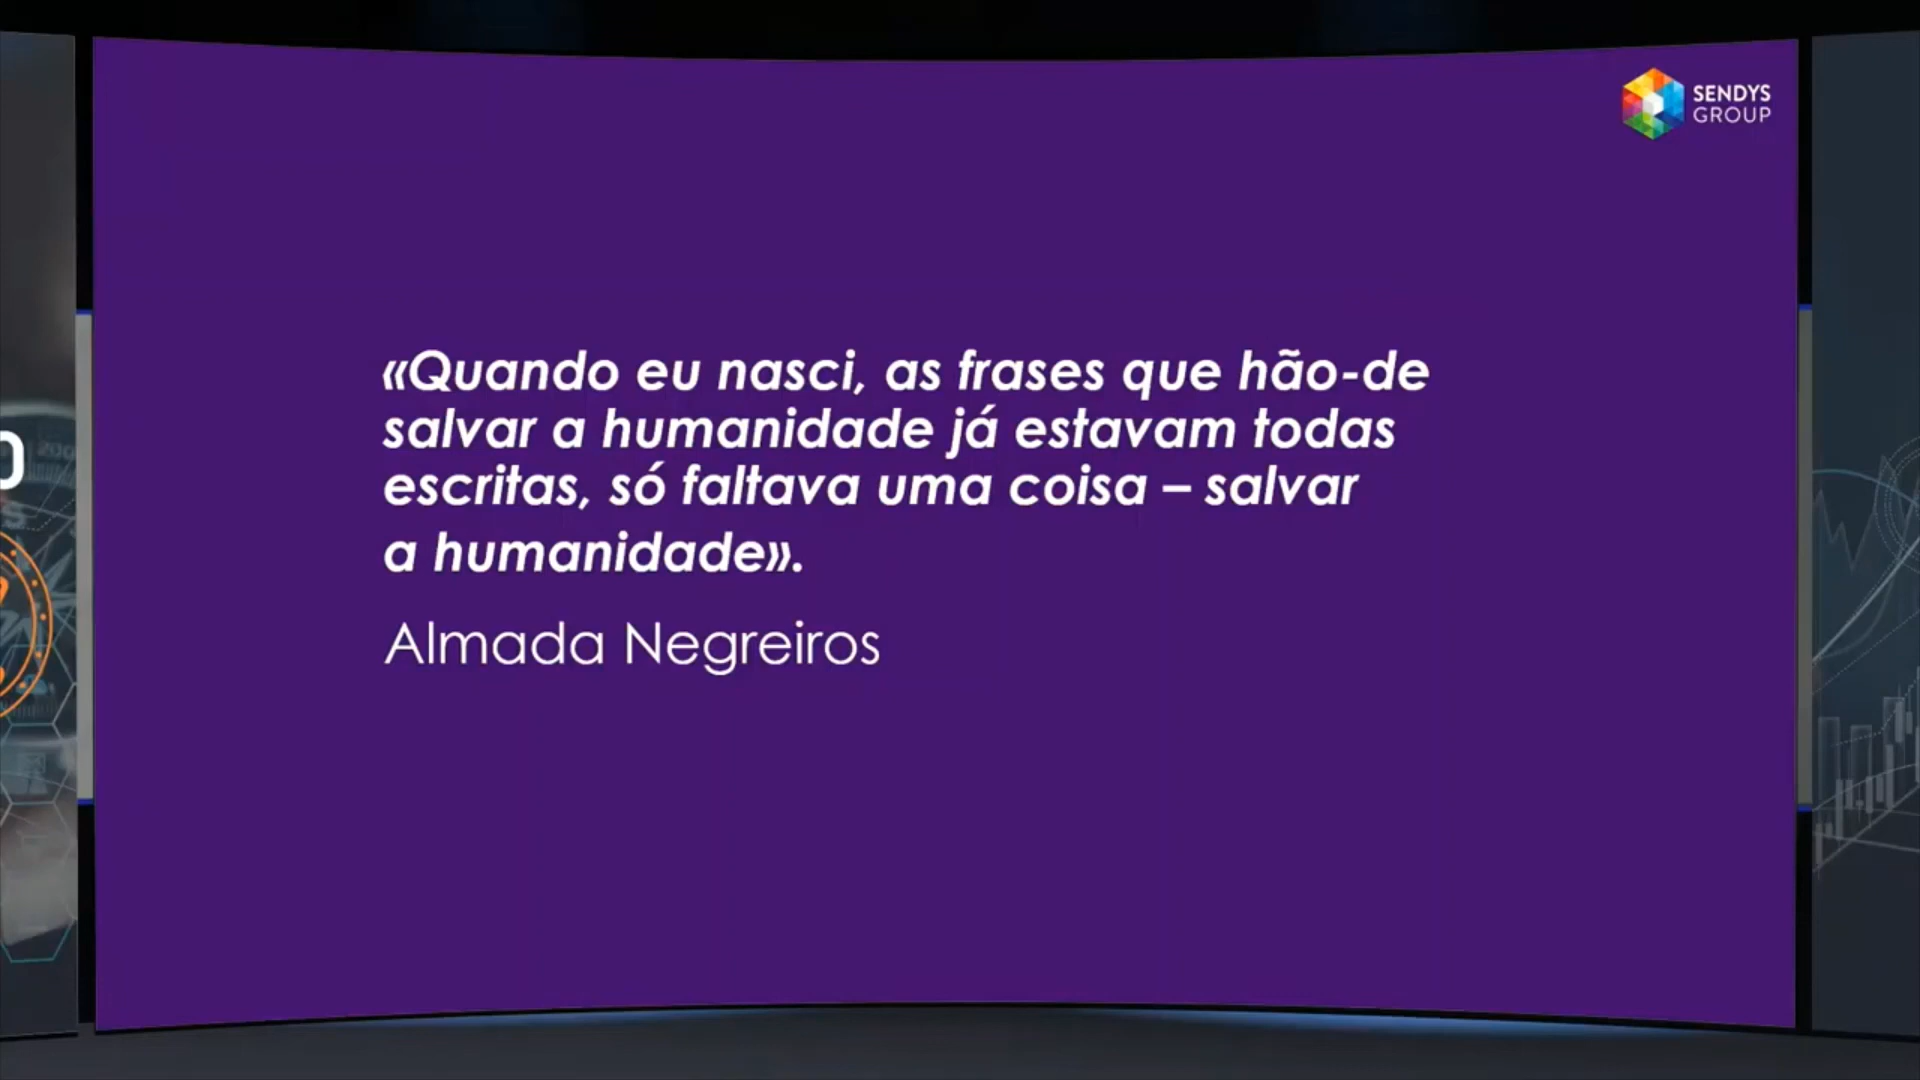 SENDYS
GROUP
«Quando eu nasci, as frases que hão-de
salvar a humanidade já estavam todas
escritas, só faltava uma coisa – salvar
a humanidade».
Almada Negreiros